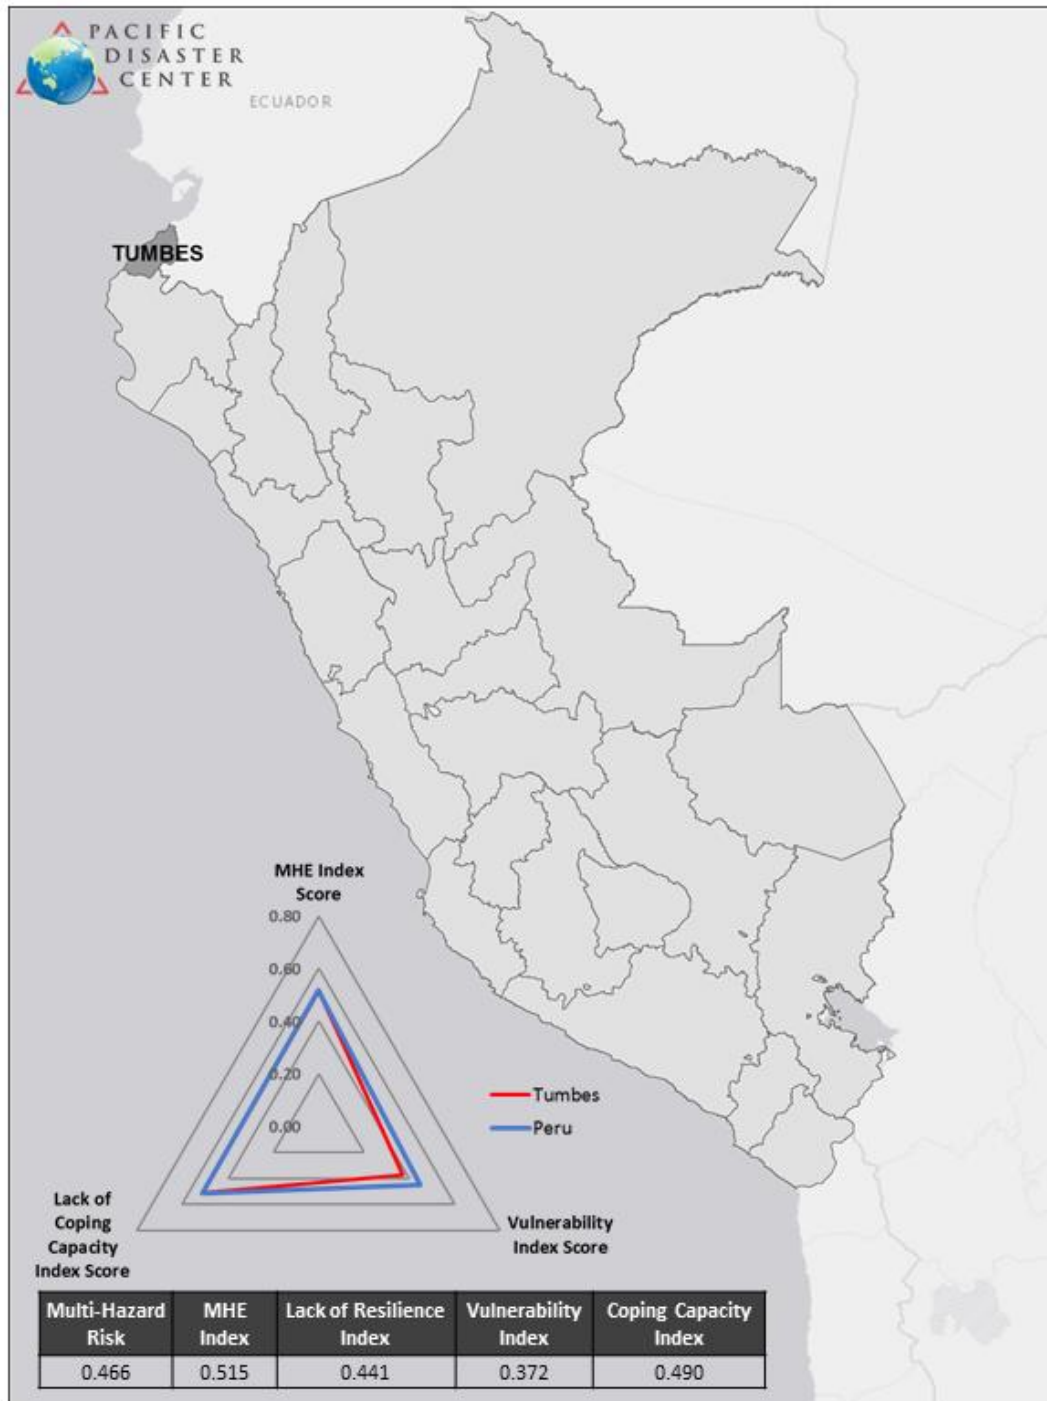 PACIFIC
DISASTER
CENTER
ECUADOR
TUMBES
MHE Index
Score
0.80
0.60
0.40
0.20
0.00
Tumbes
Peru
Lack of
Coping
Capacity
Index Score
Vulnerability
Index Score
Multi-Hazard Risk MHE Index Lack of Resilience Index Vulnerability Index Coping Capacity Index
0.466 0.515 0.441 0.372 0.490